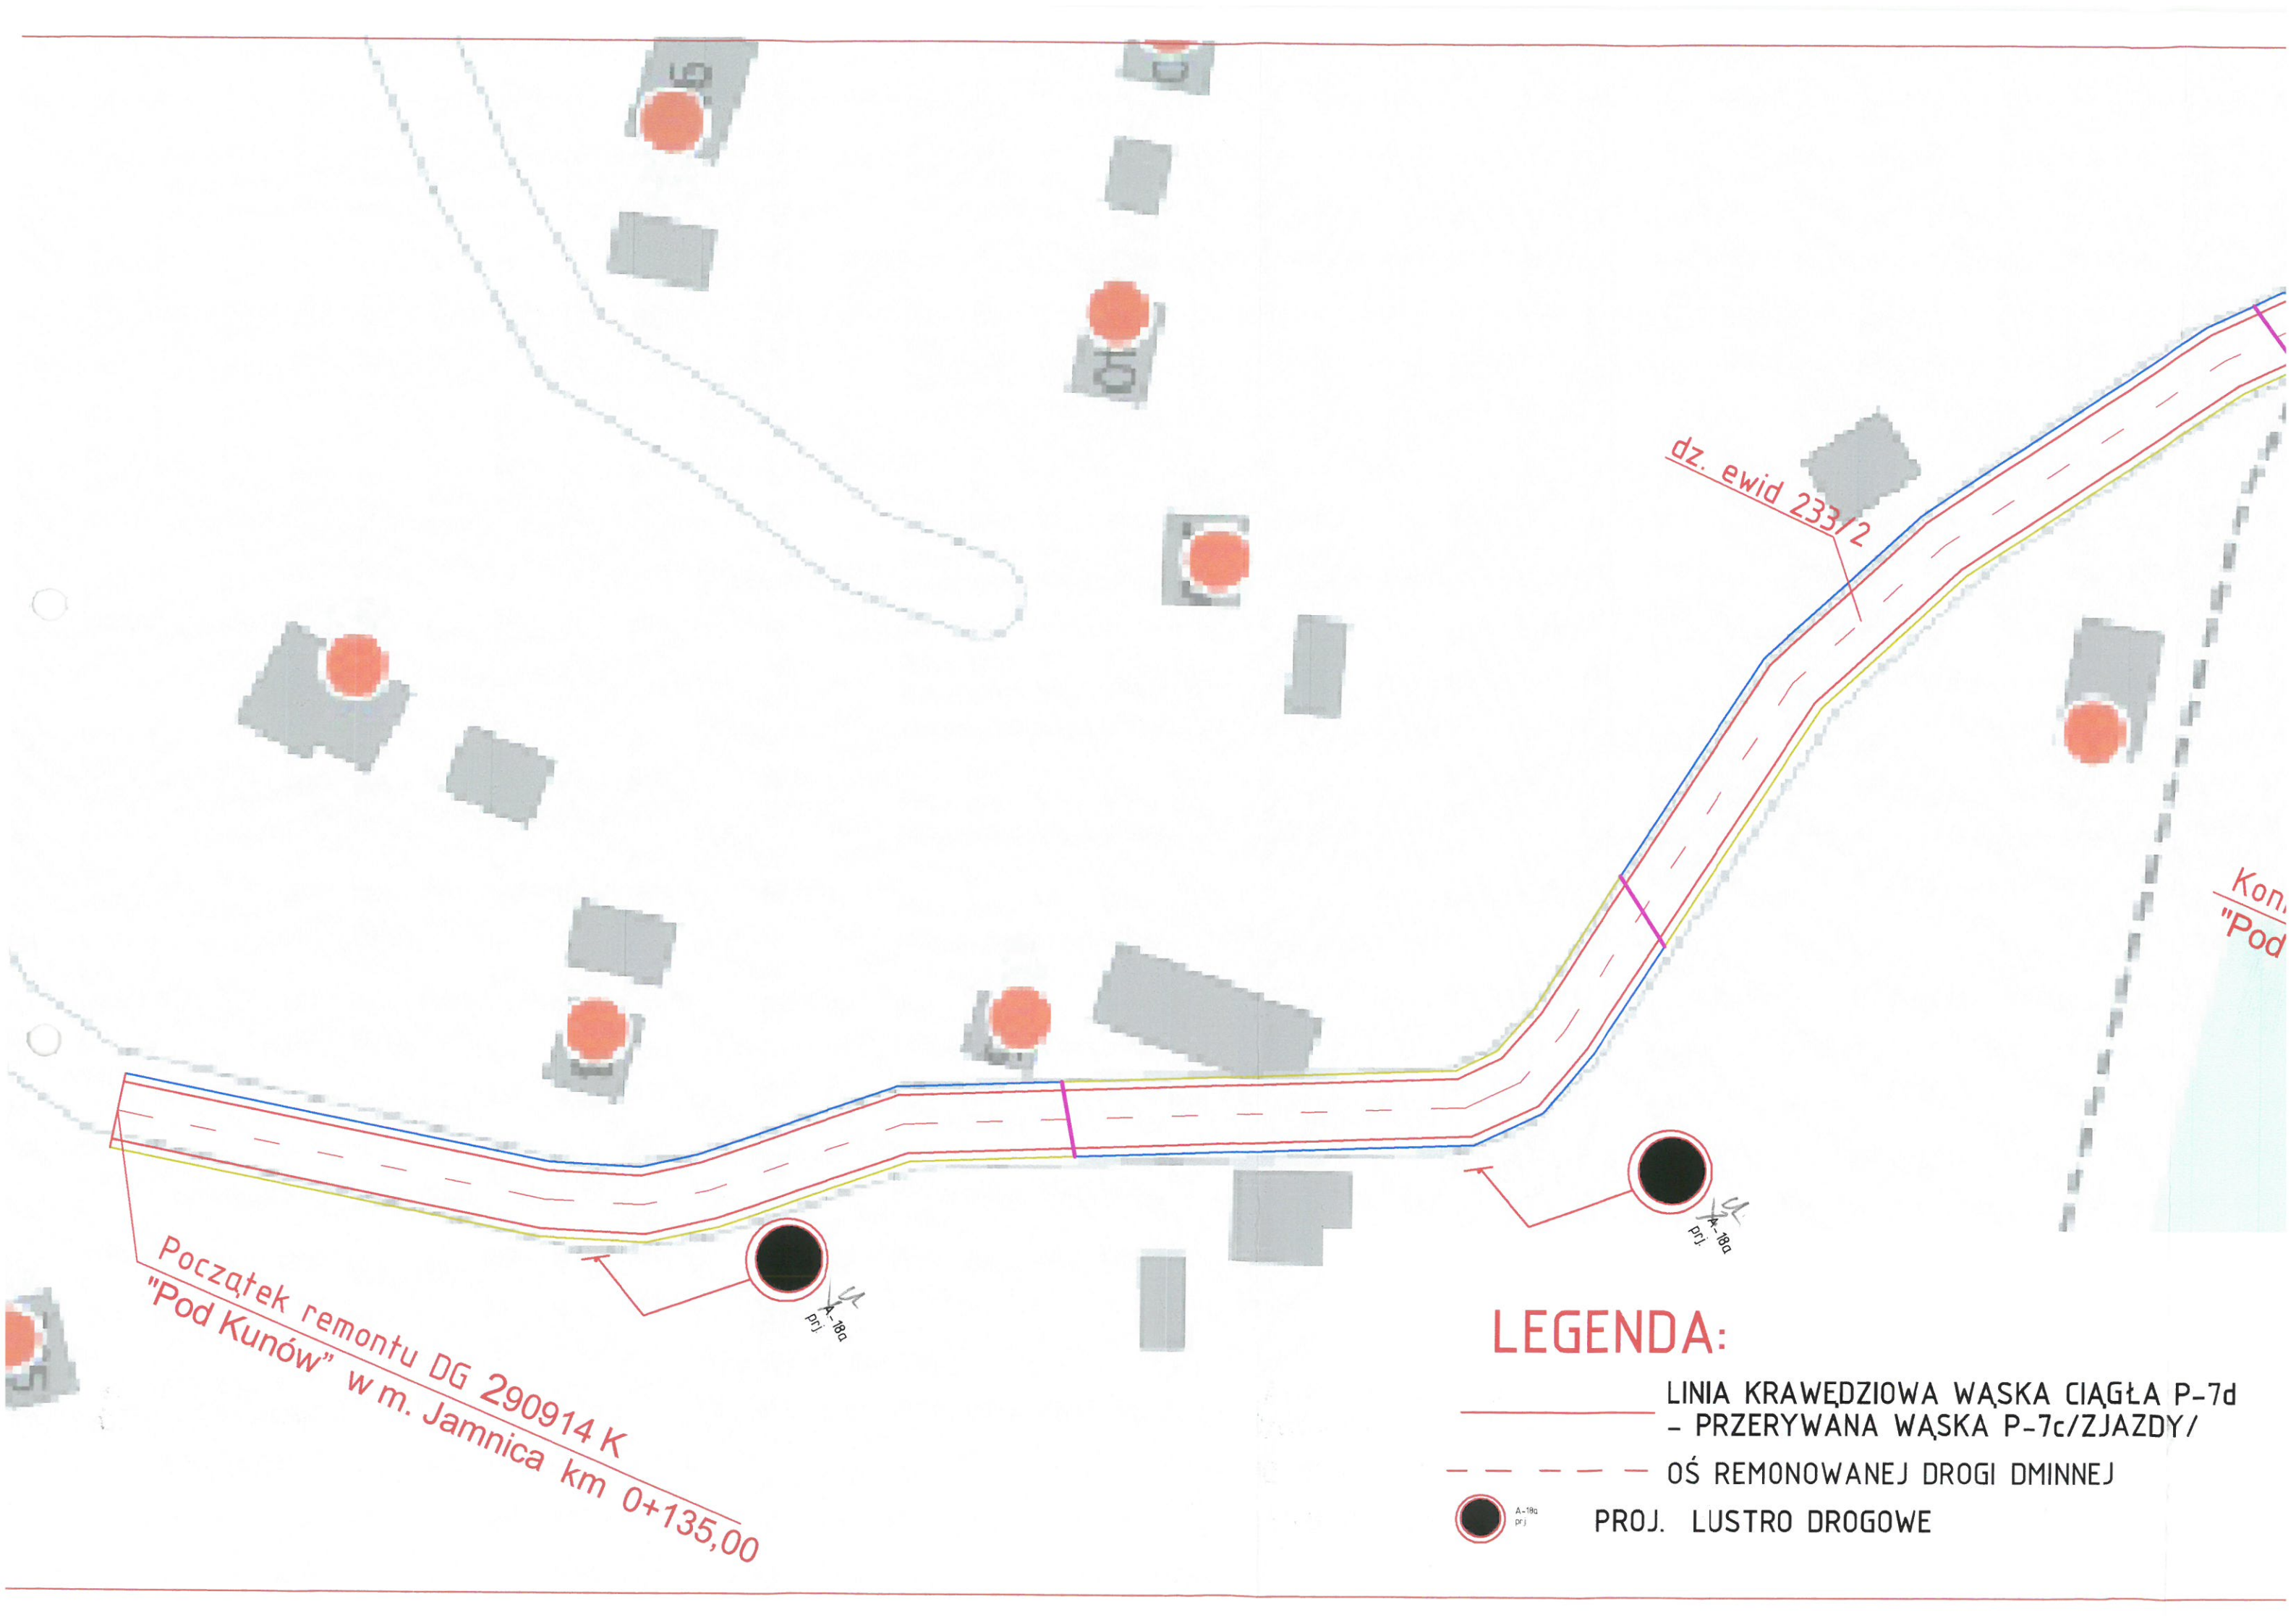 dz. ewid 233/2
Kon
"Pod
A-18a
prj.
A-18a
prj.
Początek remontu DG 290914 K
"Pod Kunów" w m. Jamnica km 0+135,00
LEGENDA:
LINIA KRAWĘDZIOWA WĄSKA CIĄGŁA P-7d
- PRZERYWANA WĄSKA P-7c/ZJAZDY/
OŚ REMONOWANEJ DROGI DMINNEJ
A-18a
prj
PROJ. LUSTRO DROGOWE